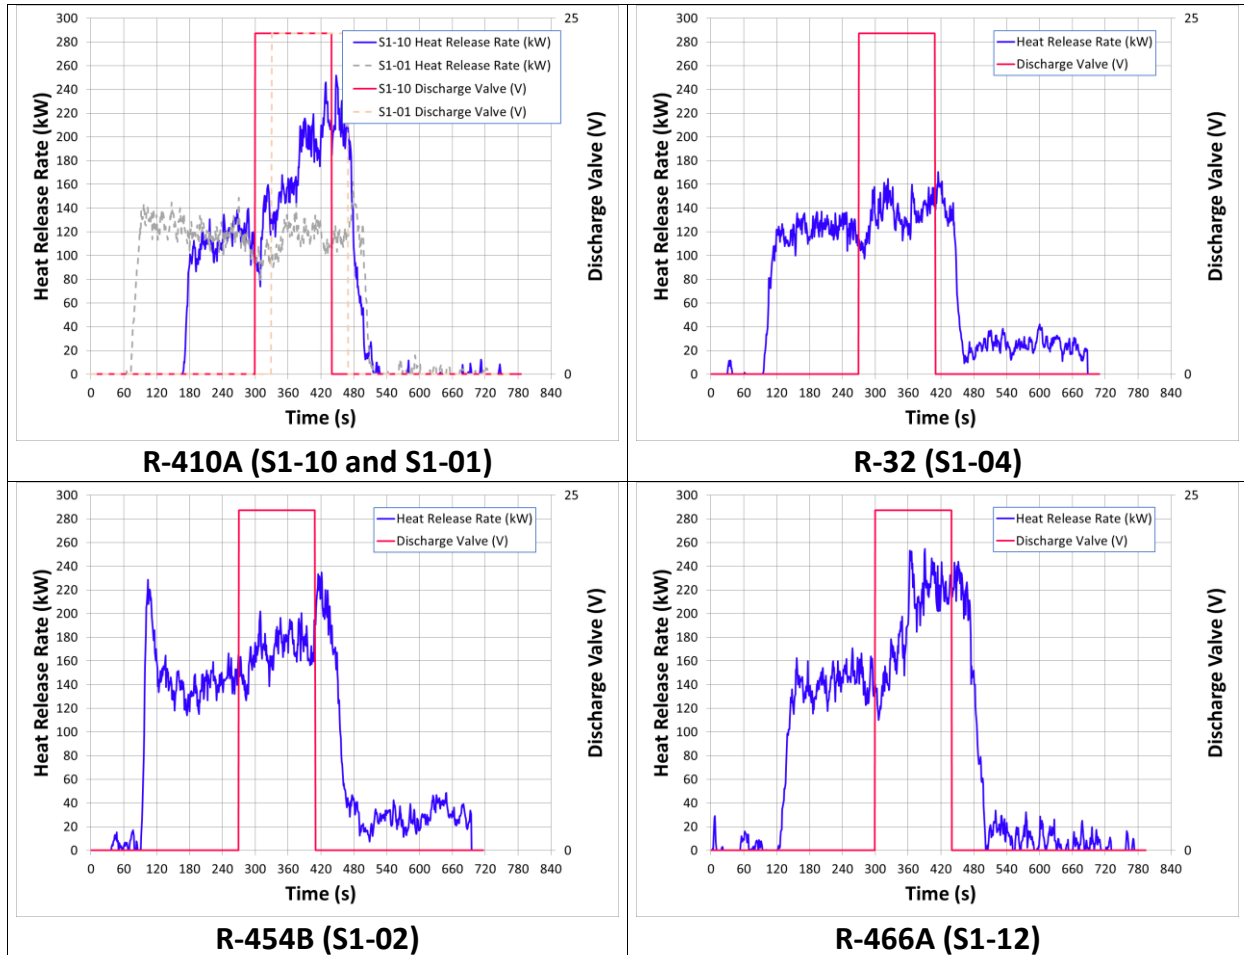 300
280
260
240
220
200
180
160
140
120
100
80
60
40
20
0
Heat Release Rate (kW)
25
0
Discharge Valve (V)
S1-10 Heat Release Rate (kW)
S1-01 Heat Release Rate (kW)
S1-10 Discharge Valve (V)
S1-01 Discharge Valve (V)
0 60 120 180 240 300 360 420 480 540 600 660 720 780 840
Time (s)
R-410A (S1-10 and S1-01)
300
280
260
240
220
200
180
160
140
120
100
80
60
40
20
0
Heat Release Rate (kW)
25
0
Discharge Valve (V)
Heat Release Rate (kW)
Discharge Valve (V)
0 60 120 180 240 300 360 420 480 540 600 660 720 780 840
Time (s)
R-32 (S1-04)
300
280
260
240
220
200
180
160
140
120
100
80
60
40
20
0
Heat Release Rate (kW)
25
0
Discharge Valve (V)
Heat Release Rate (kW)
Discharge Valve (V)
0 60 120 180 240 300 360 420 480 540 600 660 720 780 840
Time (s)
R-454B (S1-02)
300
280
260
240
220
200
180
160
140
120
100
80
60
40
20
0
Heat Release Rate (kW)
25
0
Discharge Valve (V)
Heat Release Rate (kW)
Discharge Valve (V)
0 60 120 180 240 300 360 420 480 540 600 660 720 780 840
Time (s)
R-466A (S1-12)